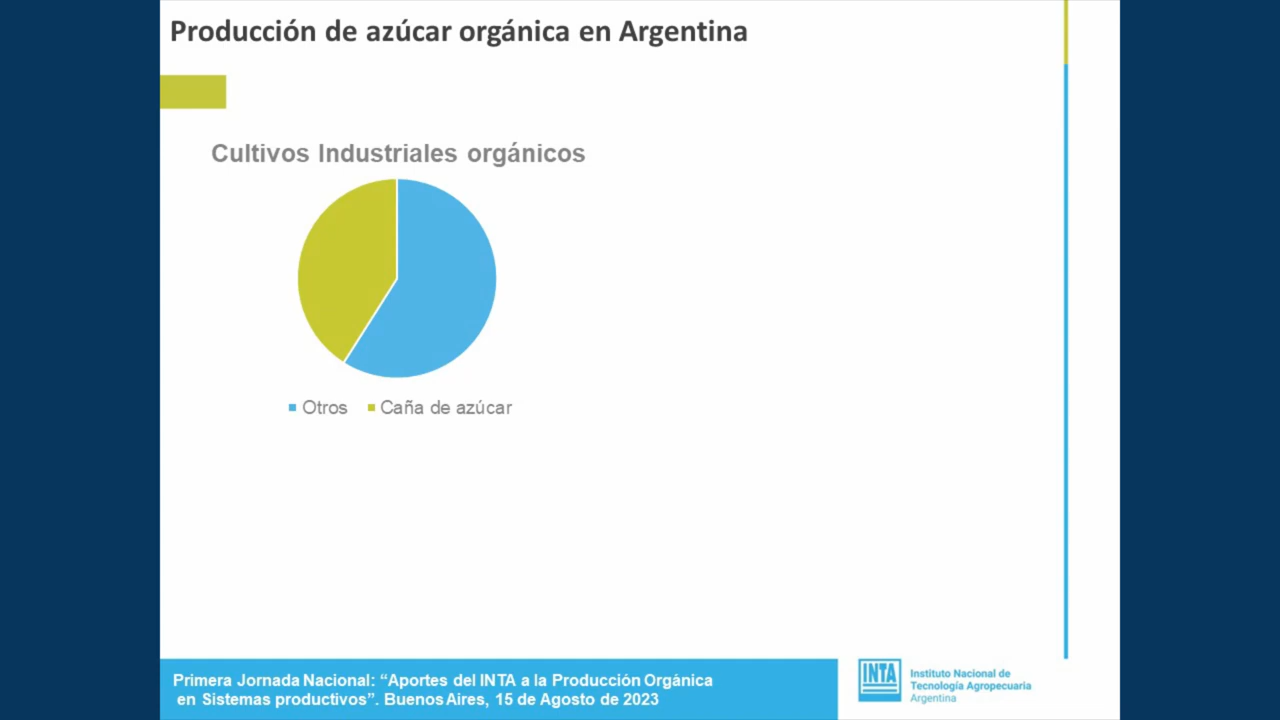 Producción de azúcar orgánica en Argentina
Cultivos Industriales orgánicos
Otros
Caña de azúcar
Primera Jornada Nacional: “Aportes del INTA a la Producción Orgánica
en Sistemas productivos”. Buenos Aires, 15 de Agosto de 2023
INTA
Instituto Nacional de
Tecnología Agropecuaria
Argentina